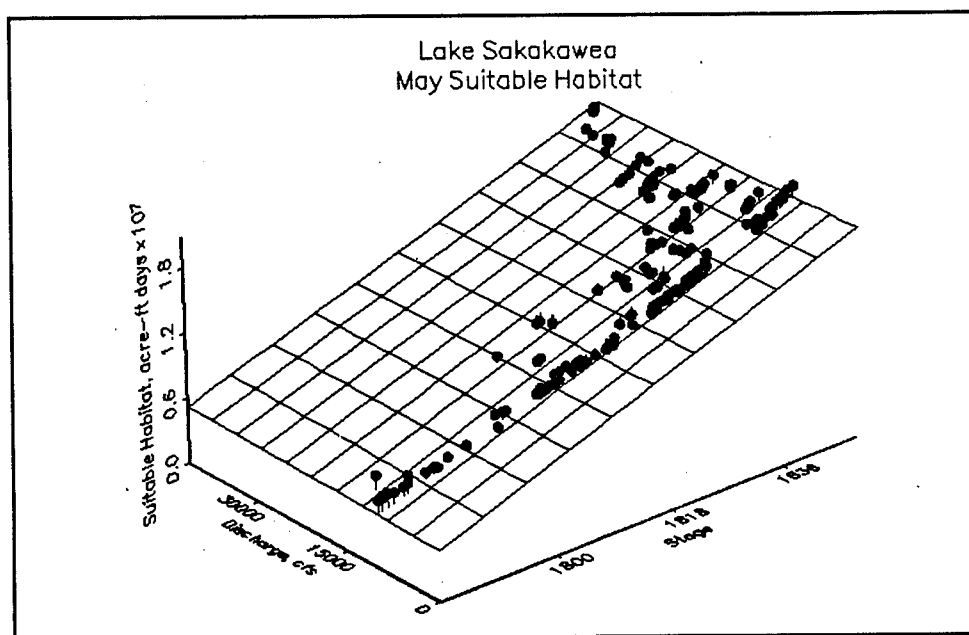 Lake Sakakawea
May Suitable Habitat
Suitable Habitat, acre-ft days x 107
1.8
1.2
0.6
0.0
30000
15000
0
Discharge, cfs
1800
1818
1836
Stage